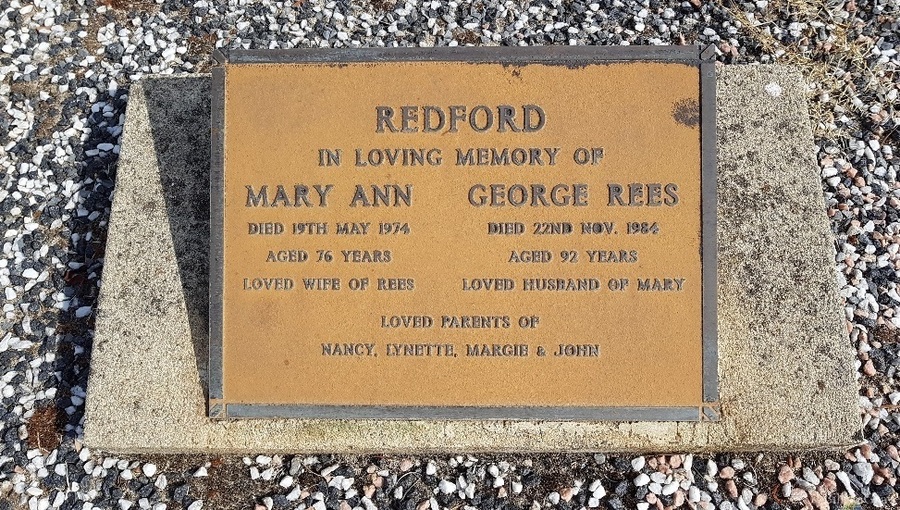 REDFORD
IN LOVING MEMORY OF
MARY ANN GEORGE REES
DIED 19TH MAY 1974 DIED 22ND NOV. 1984
AGED 76 YEARS AGED 92 YEARS
LOVED WIFE OF REES LOVED HUSBAND OF MARY
LOVED PARENTS OF
NANCY, LYNETTE, MARGIE & JOHN